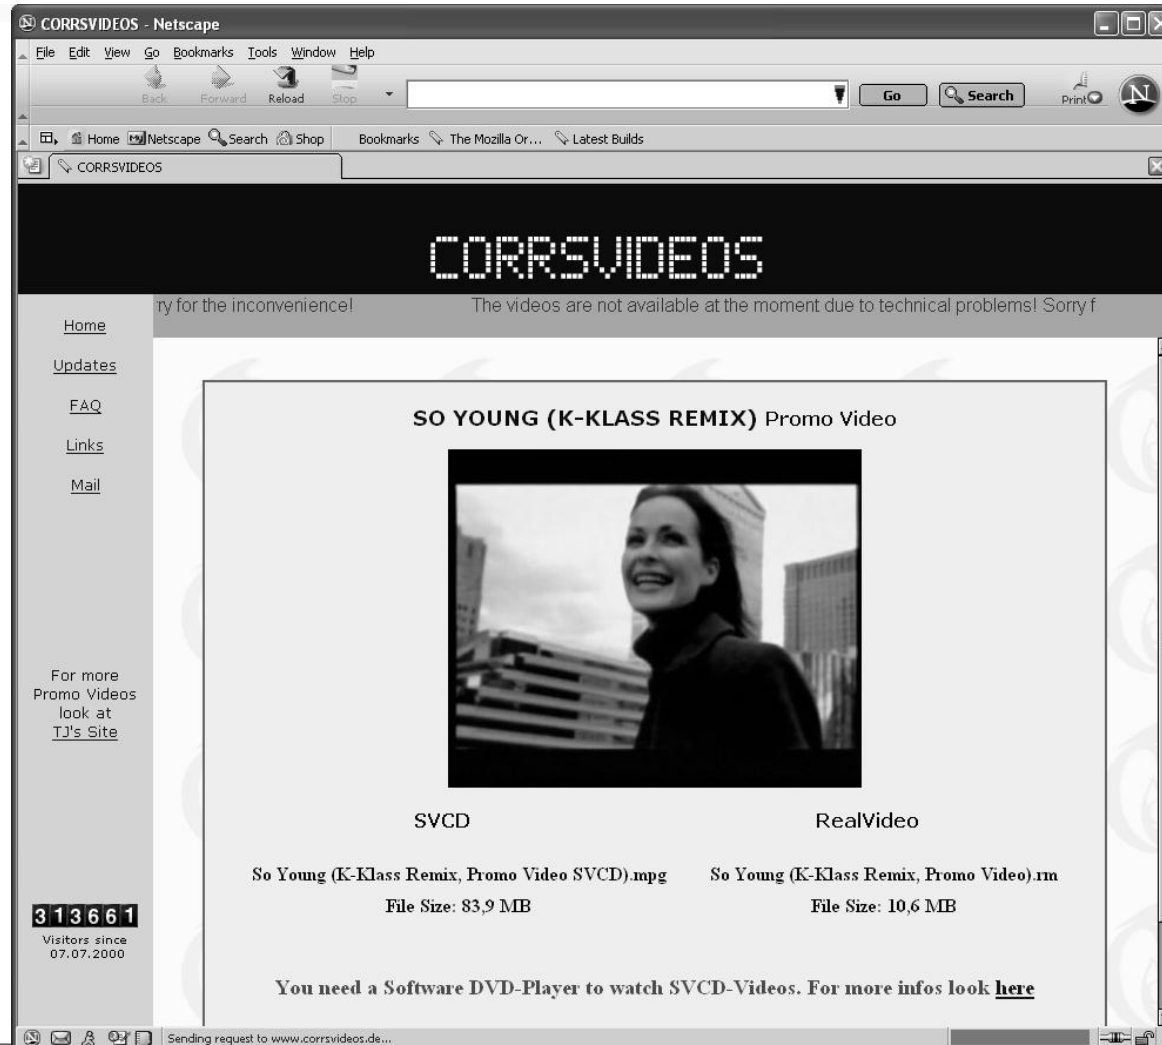 CORRSVIDEOS - Netscape
File Edit View Go Bookmarks Tools Window Help
Back Forward Reload Stop Go Search Print
Home Netscape Search Shop Bookmarks The Mozilla Or... Latest Builds
CORRSVIDEOS
CORRSVIDEOS
ry for the inconvenience! The videos are not available at the moment due to technical problems! Sorry f
Home
Updates
FAQ
Links
Mail
For more
Promo Videos
look at
TJ's Site
313661
Visitors since
07.07.2000
SO YOUNG (K-KLASS REMIX) Promo Video
SVCD RealVideo
So Young (K-Klass Remix, Promo Video SVCD).mpg So Young (K-Klass Remix, Promo Video).rm
File Size: 83,9 MB File Size: 10,6 MB
You need a Software DVD-Player to watch SVCD-Videos. For more infos look here
Sending request to www.corrsvideos.de...